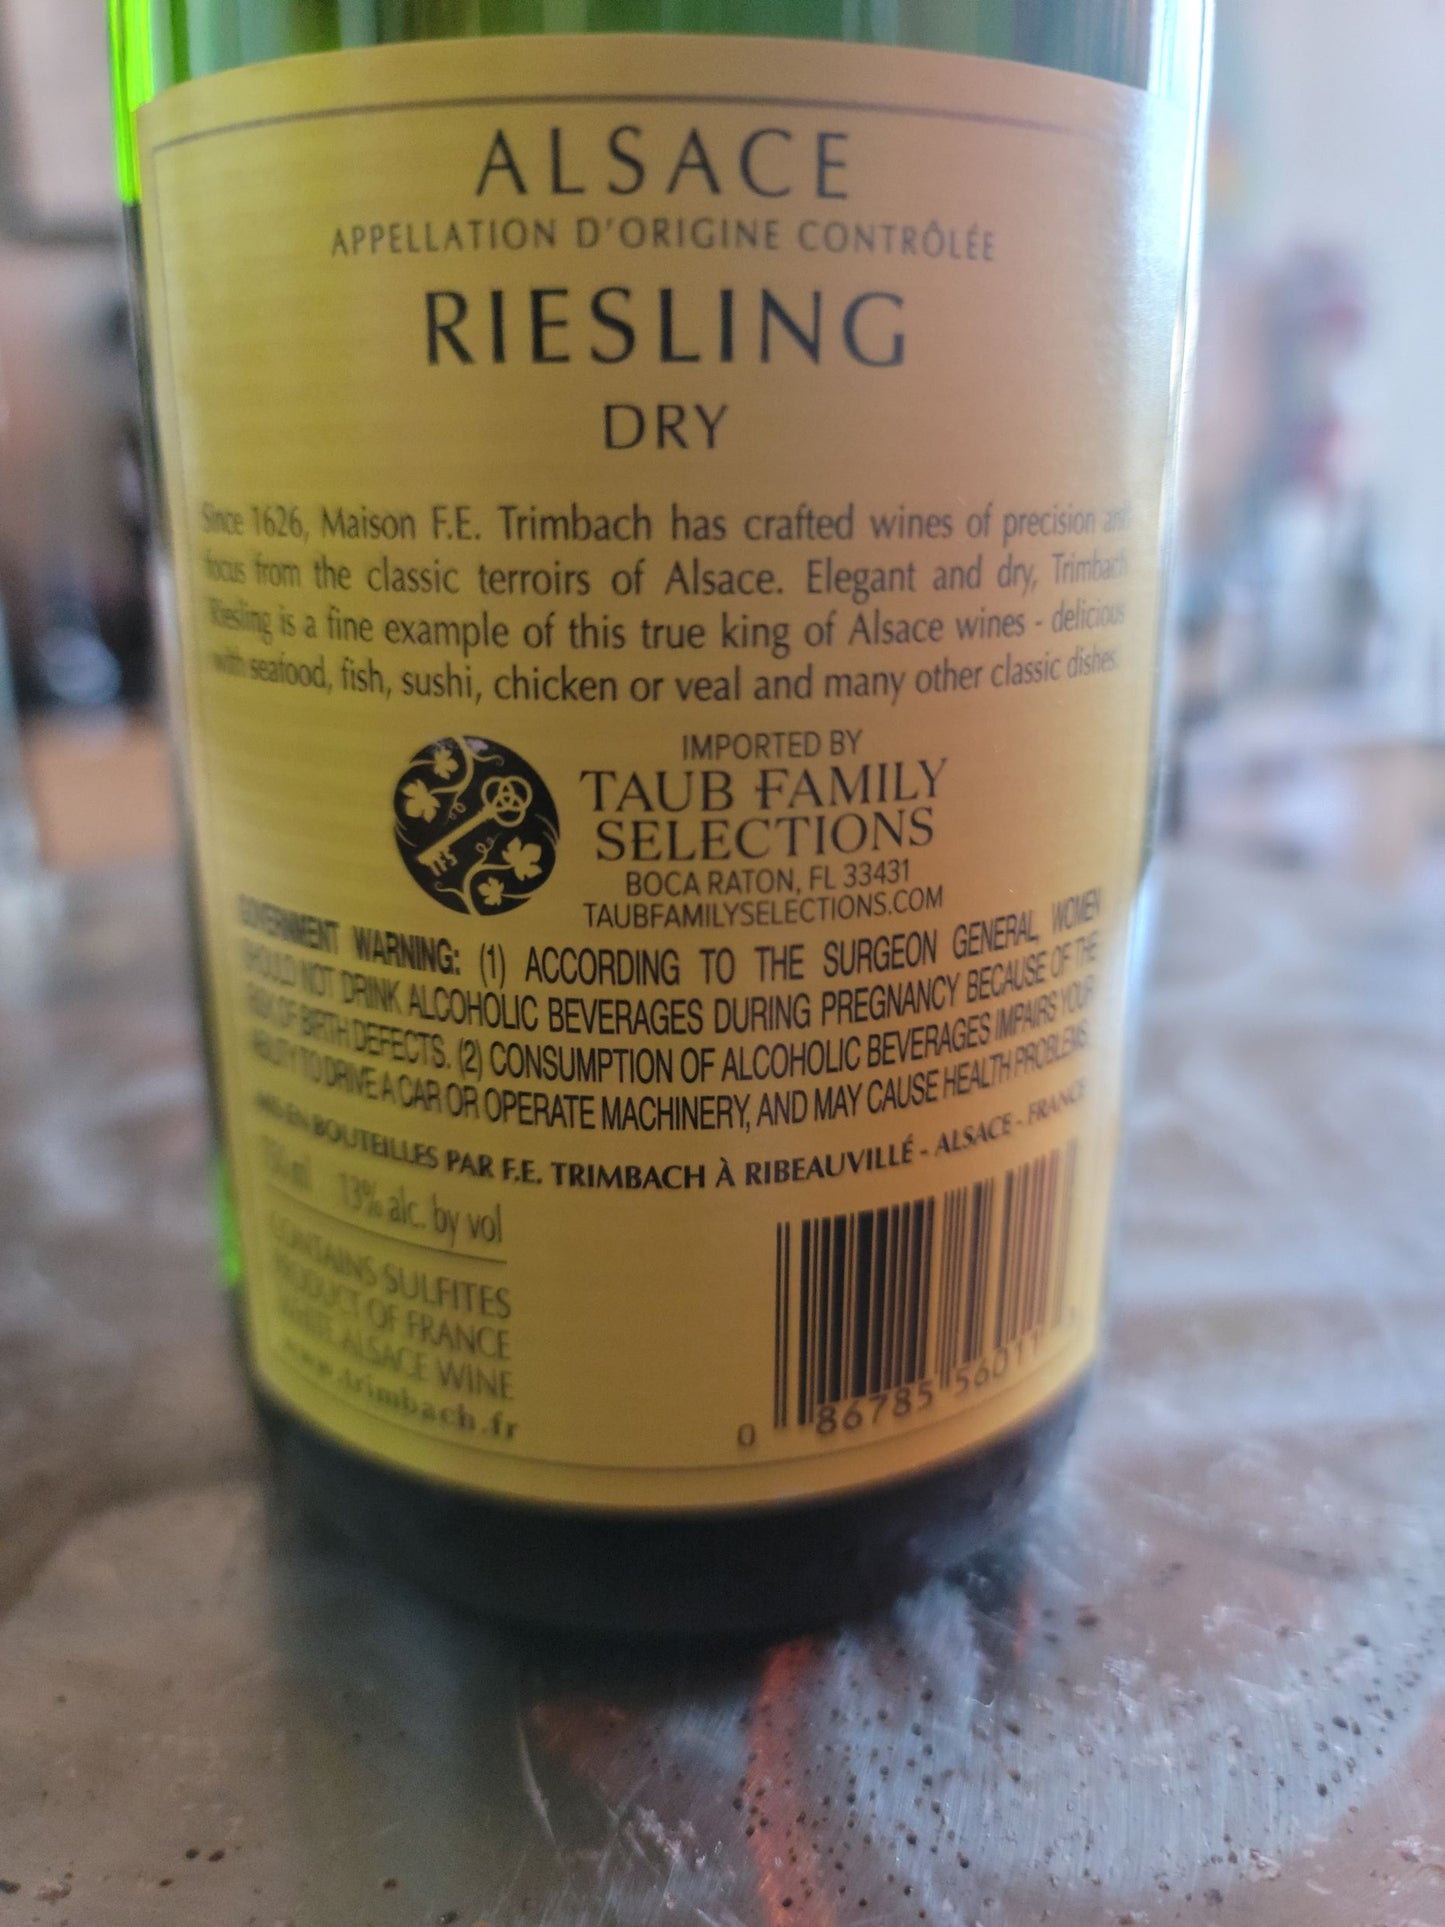 ALSACE
APPELLATION D'ORIGINE CONTRÔLÉE
RIESLING
DRY
Since 1626, Maison F.E. Trimbach has crafted wines of precision and
focus from the classic terroirs of Alsace. Elegant and dry, Trimbach
Riesling is a fine example of this true king of Alsace wines - delicious
with seafood, fish, sushi, chicken or veal and many other classic dishes.
TFS
IMPORTED BY
TAUB FAMILY
SELECTIONS
BOCA RATON, FL 33431
TAUBFAMILYSELECTIONS.COM
GOVERNMENT WARNING: (1) ACCORDING TO THE SURGEON GENERAL, WOMEN
SHOULD NOT DRINK ALCOHOLIC BEVERAGES DURING PREGNANCY BECAUSE OF THE
RISK OF BIRTH DEFECTS. (2) CONSUMPTION OF ALCOHOLIC BEVERAGES IMPAIRS YOUR
ABILITY TO DRIVE A CAR OR OPERATE MACHINERY, AND MAY CAUSE HEALTH PROBLEMS.
MIS EN BOUTEILLES PAR F.E. TRIMBACH À RIBEAUVILLÉ - ALSACE - FRANCE
750 ml 13% alc. by vol
CONTAINS SULFITES
PRODUCT OF FRANCE
WHITE ALSACE WINE
www.trimbach.fr
0 86785 56011